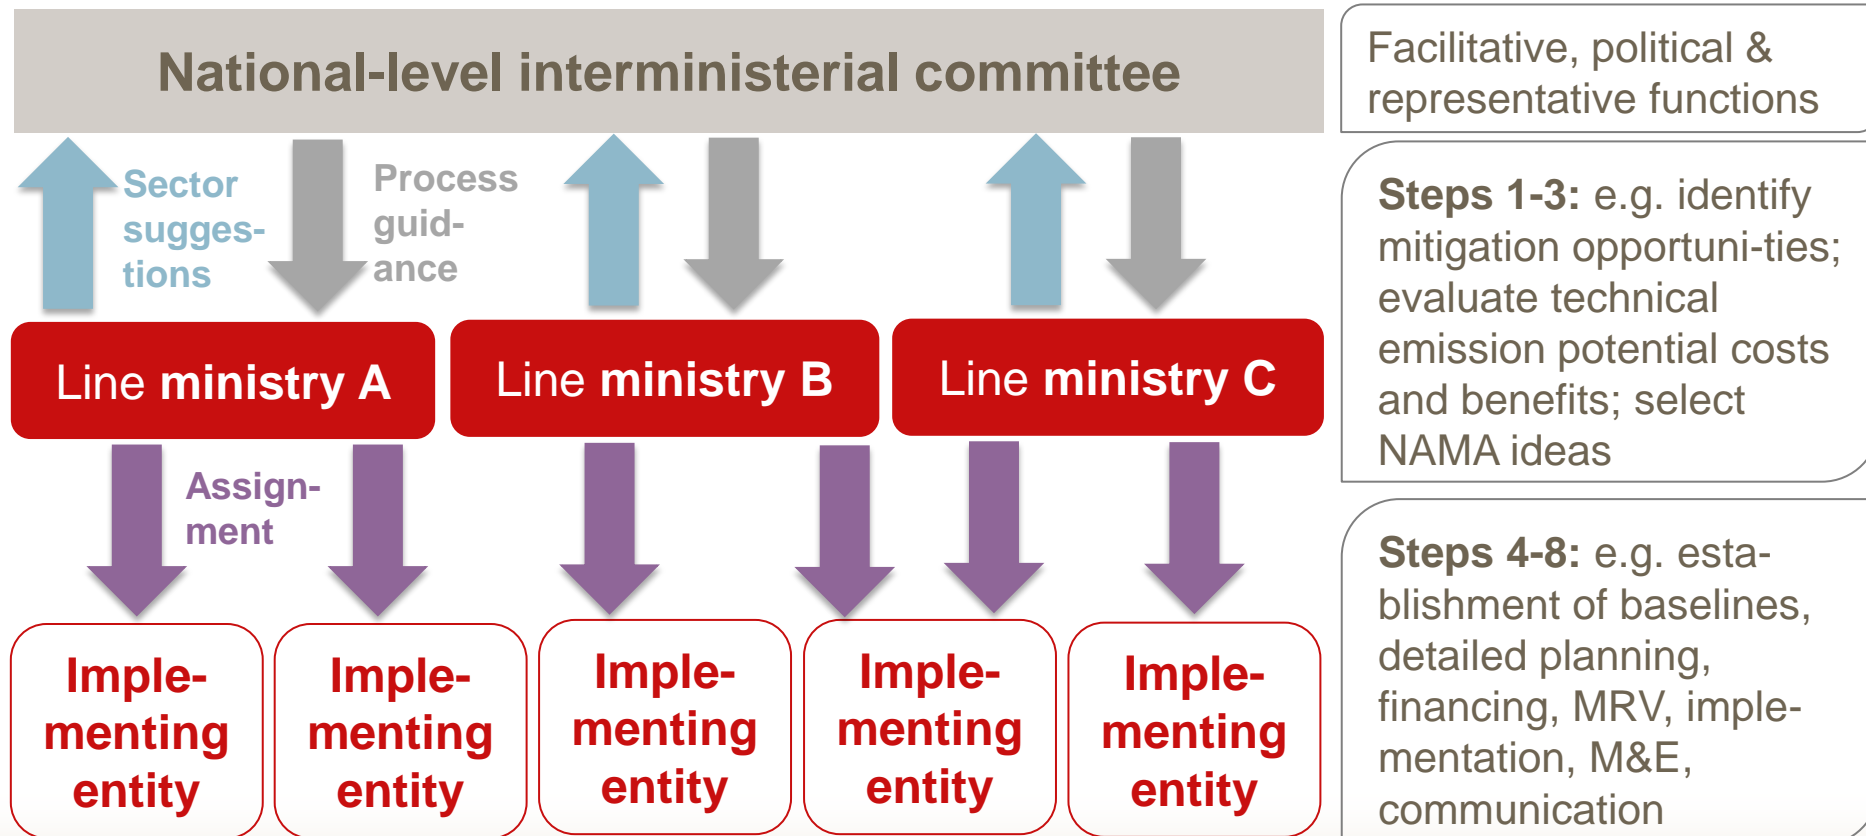 National-level interministerial committee
Facilitative, political &
representative functions
Sector
sugges-
tions
Process
guid-
ance
Steps 1-3: e.g. identify
mitigation opportuni-ties;
evaluate technical
emission potential costs
and benefits; select
NAMA ideas
Line ministry A
Line ministry B
Line ministry C
Assign-
ment
Steps 4-8: e.g. esta-
blishment of baselines,
detailed planning,
financing, MRV, imple-
mentation, M&E,
communication
Imple-
menting
entity
Imple-
menting
entity
Imple-
menting
entity
Imple-
menting
entity
Imple-
menting
entity